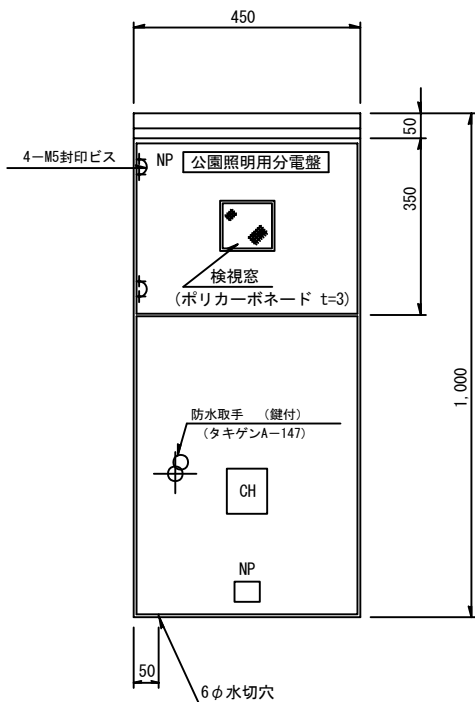 450
50
4-M5封印ビス
NP 公園照明用分電盤
350
検視窓
(ポリカーボネード t=3)
1,000
防水取手 (鍵付)
(タキゲンA-147)
CH
NP
50
6φ水切穴